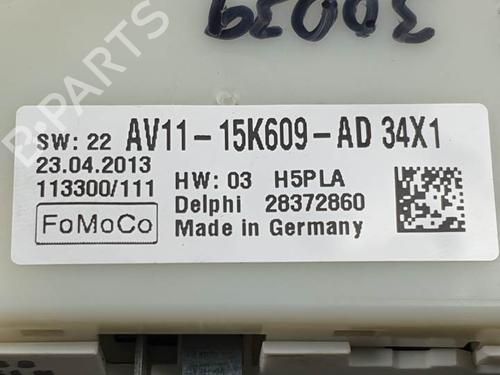 30039
SW: 22 AV11-15K609-AD 34X1
23.04.2013
113300/111 HW: 03 H5PLA
FoMoCo Delphi 28372860
Made in Germany